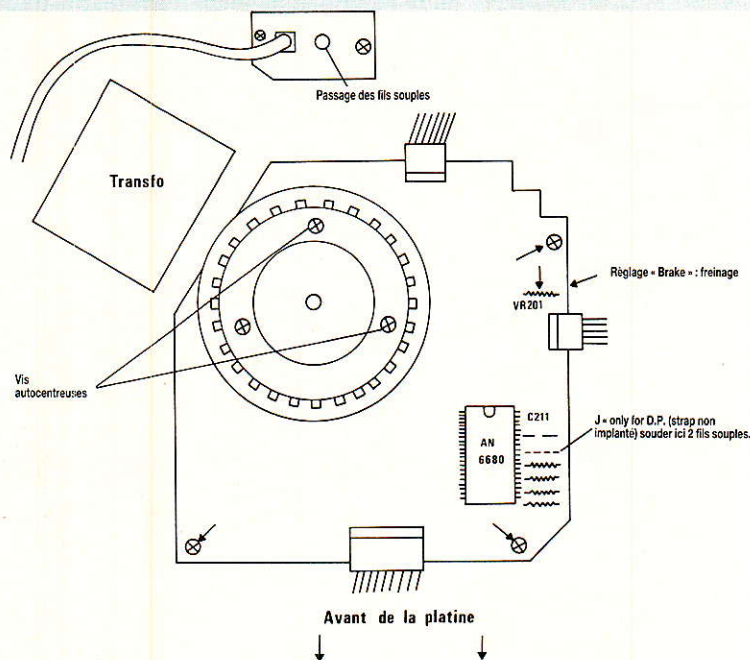 Passage des fils souples
Transfo
Règlage « Brake » : freinage
VR201
Vis
autocentreuses
C211
J « only for D.P. (strap non
implanté) souder ici 2 fils souples.
AN
6680
Avant de la platine